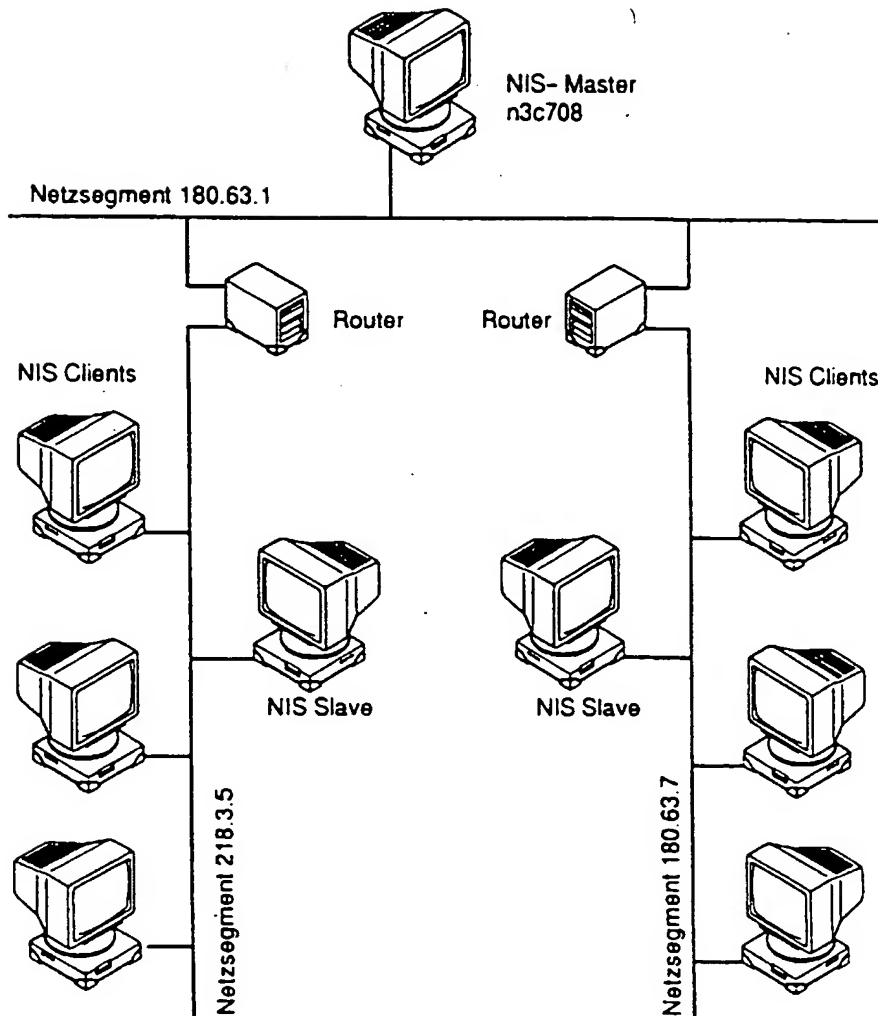 NIS- Master
n3c708
Netzsegment 180.63.1
Router
Router
NIS Clients
NIS Clients
NIS Slave
NIS Slave
Netzsegment 218.3.5
Netzsegment 180.63.7